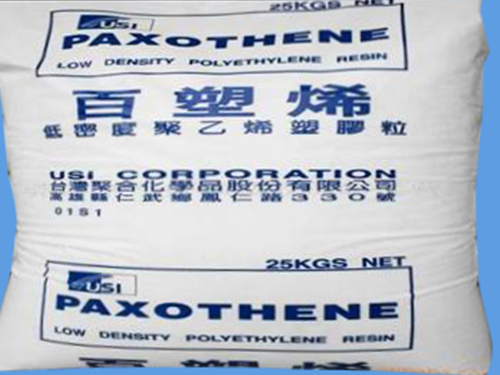 25KGS NET
USI
PAXOTHENE
LOW DENSITY POLYETHYLENE RESIN
百塑烯
低密度聚乙烯塑膠粒
USI CORPORATION
台灣聚合化學品股份有限公司
高雄縣仁武鄉鳳仁路330號
01S1
25KGS NET
USI
PAXOTHENE
LOW DENSITY POLYETHYLENE RESIN
百塑烯